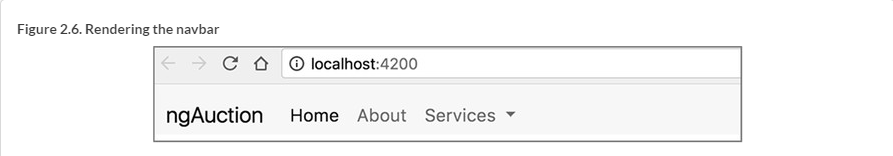 Figure 2.6. Rendering the navbar
localhost:4200
ngAuction Home About Services